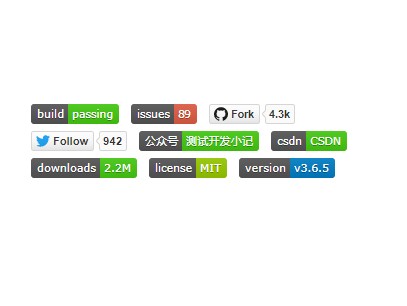 build passing issues 89 Fork 4.3k
Follow 942 公众号 测试开发小记 csdn CSDN
downloads 2.2M license MIT version v3.6.5